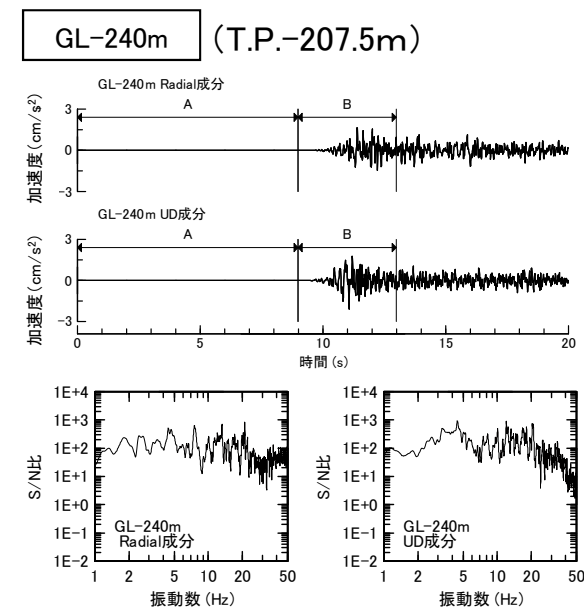 GL-240m (T.P.-207.5m)
GL-240m Radial成分
加速度(cm/s²)
3
0
-3
A
B
GL-240m UD成分
加速度(cm/s²)
3
0
-3
A
B
0 5 10 15 20
時間(s)
S/N比
1E+4
1E+3
1E+2
1E+1
1E+0
1E-1
1E-2
GL-240m
Radial成分
1 2 5 10 20 50
振動数(Hz)
S/N比
1E+4
1E+3
1E+2
1E+1
1E+0
1E-1
1E-2
GL-240m
UD成分
1 2 5 10 20 50
振動数(Hz)